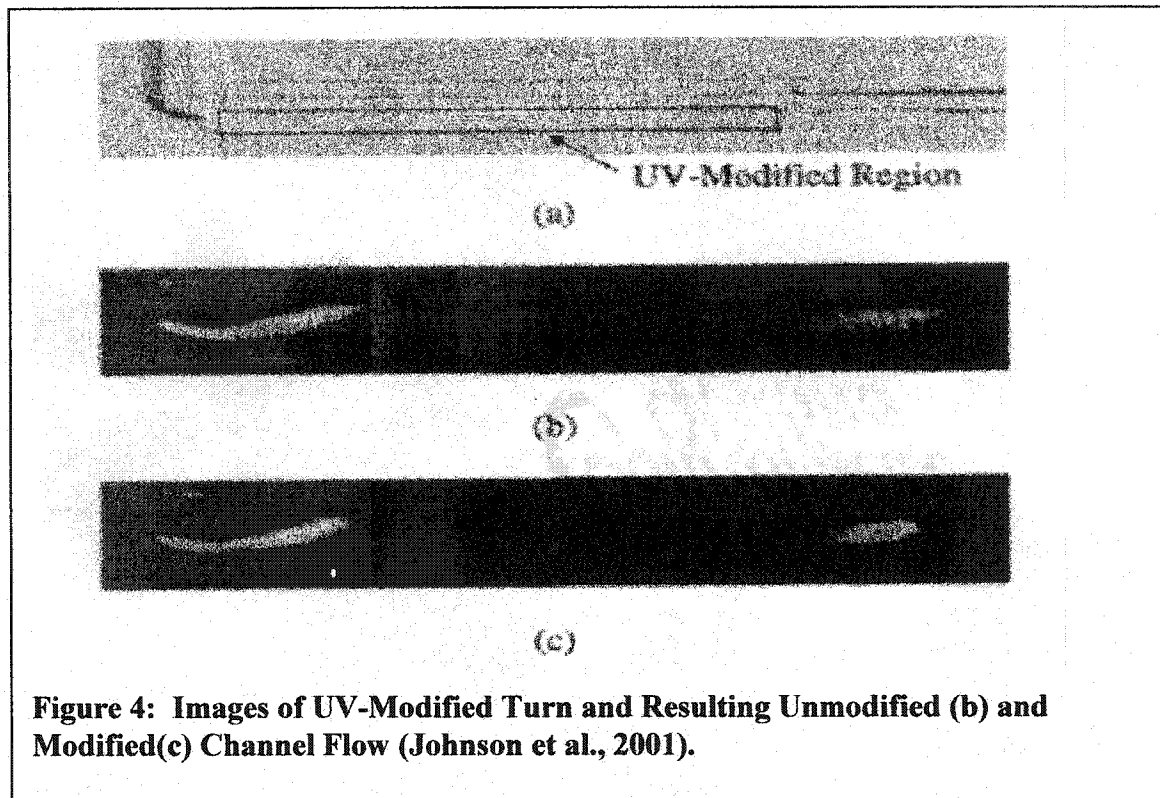 UV-Modified Region
(a)
(b)
(c)
Figure 4: Images of UV-Modified Turn and Resulting Unmodified (b) and
Modified(c) Channel Flow (Johnson et al., 2001).